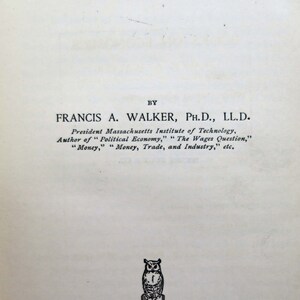 BY
FRANCIS A. WALKER, PH.D., LL.D.
President Massachusetts Institute of Technology,
Author of " Political Economy," " The Wages Question,"
" Money," " Money, Trade, and Industry," etc.